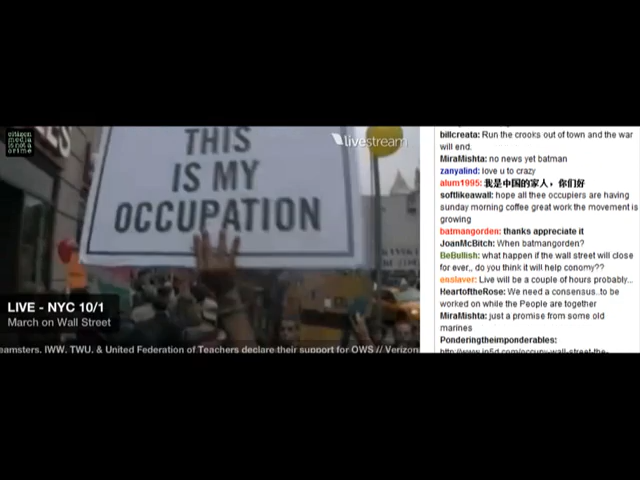 citizen
media
is not a
crime
THIS
IS MY
OCCUPATION
livestream
LIVE - NYC 10/1
March on Wall Street
eamsters, IWW, TWU, & United Federation of Teachers declare their support for OWS // Verizon
billcreata: Run the crooks out of town and the war
will end.
MiraMishta: no news yet batman
zanyalind: love u to crazy
alum1995: 我是中国的家人，你们好
softlikeawall: hope all thee occupiers are having
sunday morning coffee great work the movement is
growing
batmangorden: thanks appreciate it
JoanMcBitch: When batmangorden?
BeBullish: what happen if the wall street will close
for ever,, do you think it will help conomy??
enslaver: Live will be a couple of hours probably...
HeartoftheRose: We need a consensus..to be
worked on while the People are together
MiraMishta: just a promise from some old
marines
Ponderingtheimponderables: